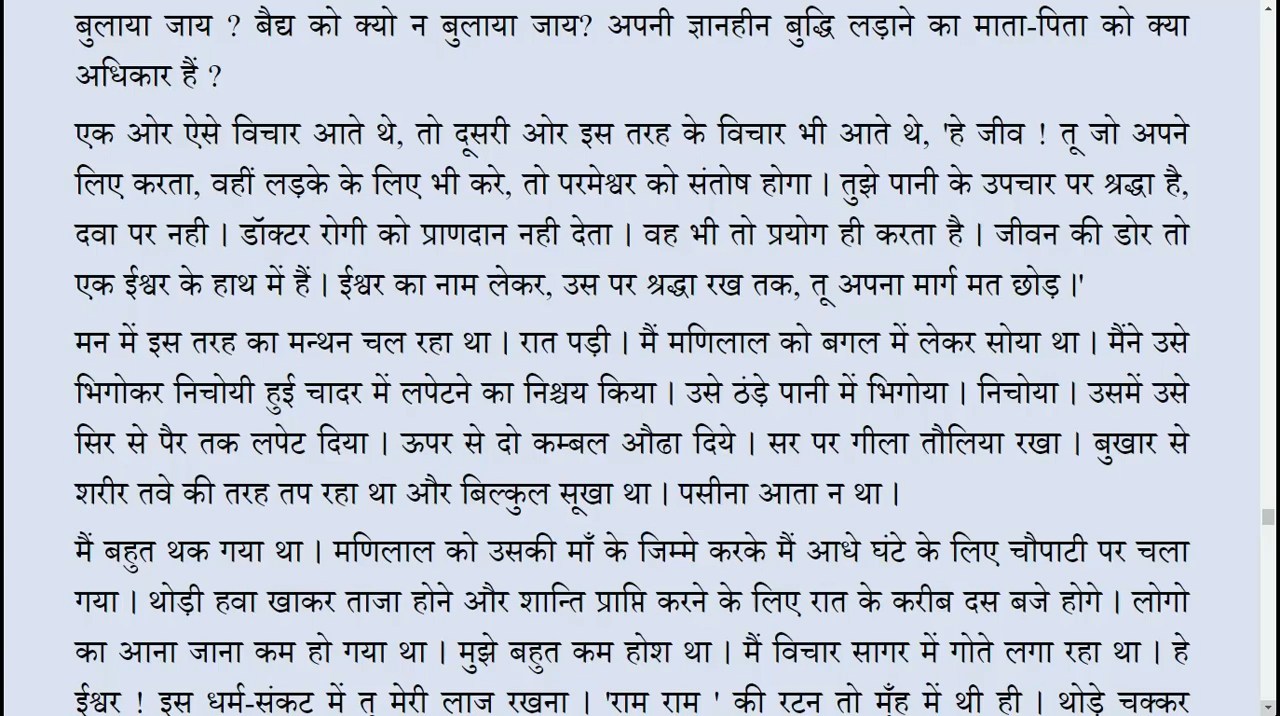 बुलाया जाय ? बैद्य को क्यो न बुलाया जाय? अपनी ज्ञानहीन बुद्धि लड़ाने का माता-पिता को क्या
अधिकार हैं ?
एक ओर ऐसे विचार आते थे, तो दूसरी ओर इस तरह के विचार भी आते थे, 'हे जीव ! तू जो अपने
लिए करता, वहीं लड़के के लिए भी करे, तो परमेश्वर को संतोष होगा । तुझे पानी के उपचार पर श्रद्धा है,
दवा पर नही । डॉक्टर रोगी को प्राणदान नही देता । वह भी तो प्रयोग ही करता है । जीवन की डोर तो
एक ईश्वर के हाथ में हैं । ईश्वर का नाम लेकर, उस पर श्रद्धा रख तक, तू अपना मार्ग मत छोड़ ।'
मन में इस तरह का मन्थन चल रहा था । रात पड़ी । मैं मणिलाल को बगल में लेकर सोया था । मैंने उसे
भिगोकर निचोयी हुई चादर में लपेटने का निश्चय किया । उसे ठंड़े पानी में भिगोया । निचोया । उसमें उसे
सिर से पैर तक लपेट दिया । ऊपर से दो कम्बल औढा दिये । सर पर गीला तौलिया रखा । बुखार से
शरीर तवे की तरह तप रहा था और बिल्कुल सूखा था । पसीना आता न था ।
मैं बहुत थक गया था । मणिलाल को उसकी माँ के जिम्मे करके मैं आधे घंटे के लिए चौपाटी पर चला
गया । थोड़ी हवा खाकर ताजा होने और शान्ति प्राप्ति करने के लिए रात के करीब दस बजे होगे । लोगो
का आना जाना कम हो गया था । मुझे बहुत कम होश था । मैं विचार सागर में गोते लगा रहा था । हे
ईश्वर ! इस धर्म-संकट में तू मेरी लाज रखना । 'राम राम ' की रटन तो मुँह में थी ही । थोड़े चक्कर